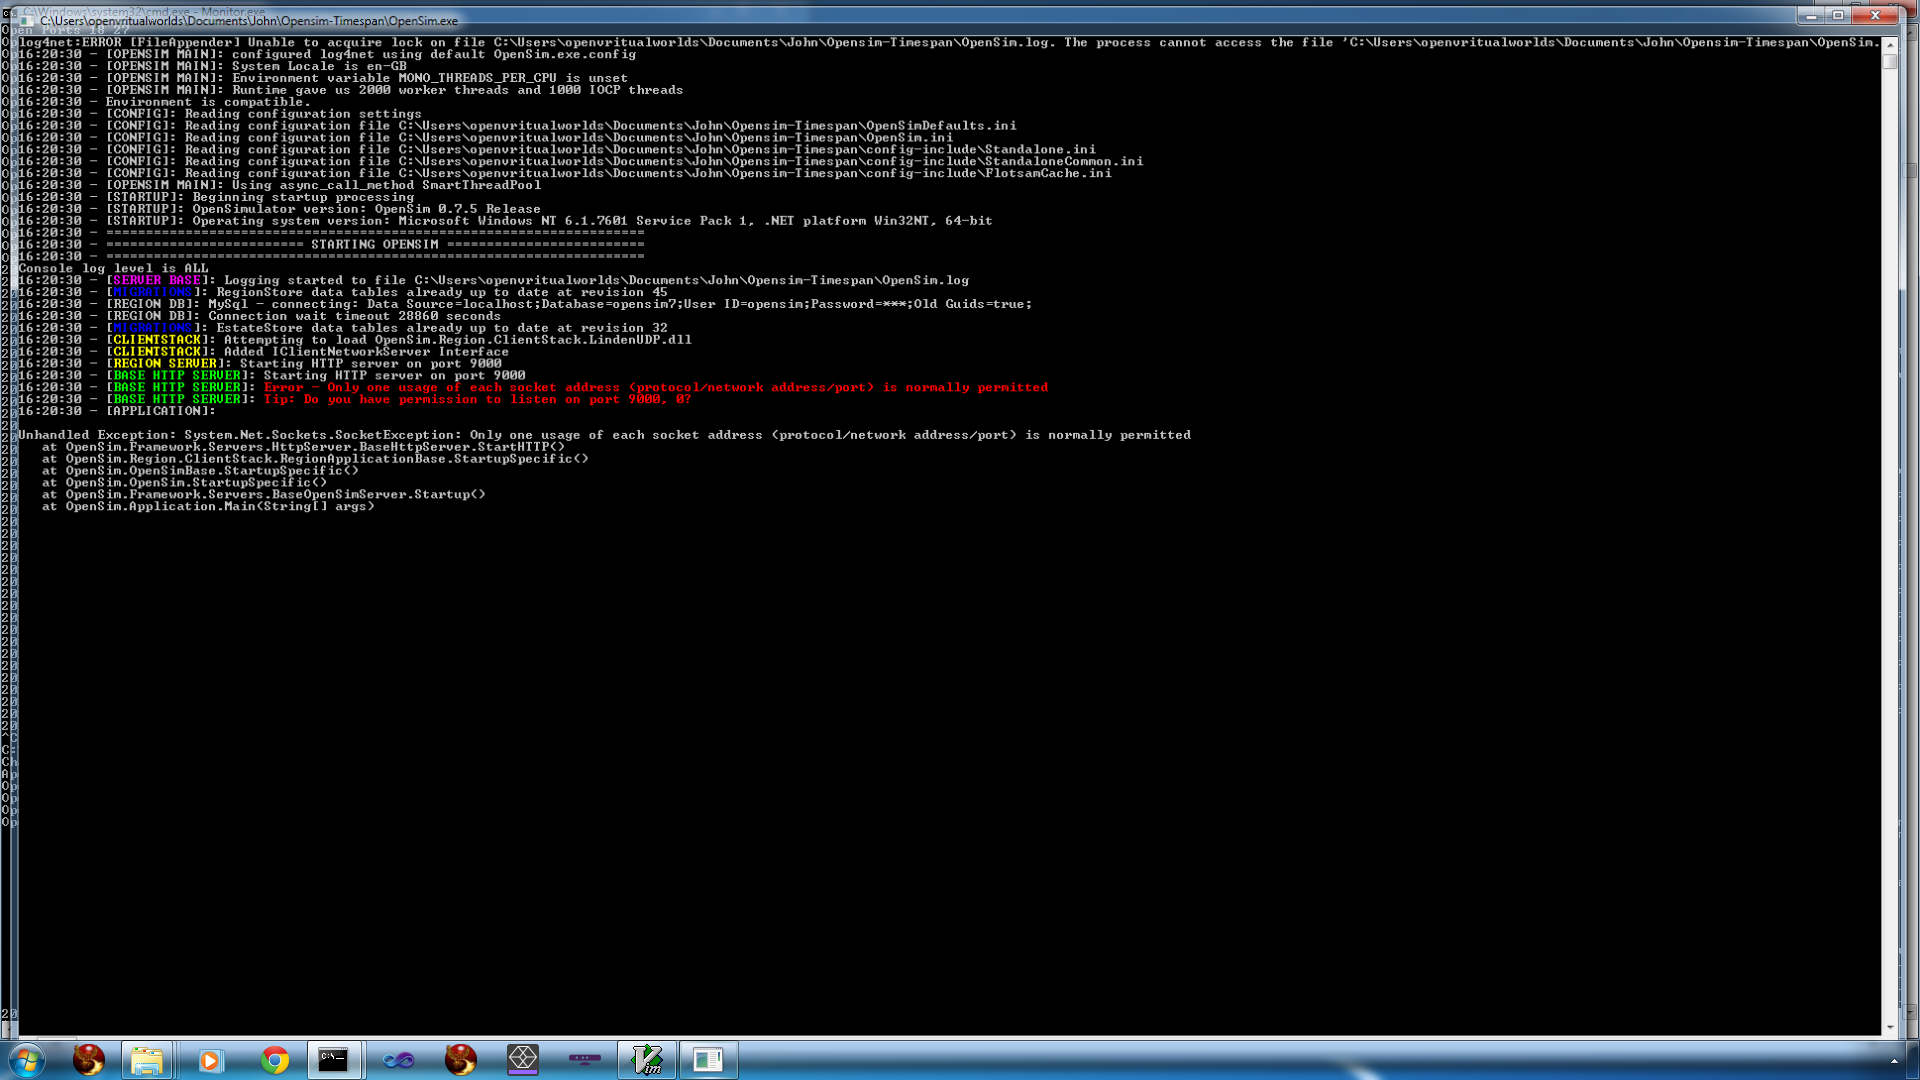 C:\Windows\system32\cmd.exe - Monitor.exe
C:\Users\openvritualworlds\Documents\John\Opensim-Timespan\OpenSim.exe
Open Ports 18 27
log4net:ERROR [FileAppender] Unable to acquire lock on file C:\Users\openvritualworlds\Documents\John\Opensim-Timespan\OpenSim.log. The process cannot access the file 'C:\Users\openvritualworlds\Documents\John\Opensim-Timespan\OpenSim.
16:20:30 - [OPENSIM MAIN]: configured log4net using default OpenSim.exe.config
16:20:30 - [OPENSIM MAIN]: System Locale is en-GB
16:20:30 - [OPENSIM MAIN]: Environment variable MONO_THREADS_PER_CPU is unset
16:20:30 - [OPENSIM MAIN]: Runtime gave us 2000 worker threads and 1000 IOCP threads
16:20:30 - Environment is compatible.
16:20:30 - [CONFIG]: Reading configuration settings
16:20:30 - [CONFIG]: Reading configuration file C:\Users\openvritualworlds\Documents\John\Opensim-Timespan\OpenSimDefaults.ini
16:20:30 - [CONFIG]: Reading configuration file C:\Users\openvritualworlds\Documents\John\Opensim-Timespan\OpenSim.ini
16:20:30 - [CONFIG]: Reading configuration file C:\Users\openvritualworlds\Documents\John\Opensim-Timespan\config-include\Standalone.ini
16:20:30 - [CONFIG]: Reading configuration file C:\Users\openvritualworlds\Documents\John\Opensim-Timespan\config-include\StandaloneCommon.ini
16:20:30 - [CONFIG]: Reading configuration file C:\Users\openvritualworlds\Documents\John\Opensim-Timespan\config-include\FlotsamCache.ini
16:20:30 - [OPENSIM MAIN]: Using async_call_method SmartThreadPool
16:20:30 - [STARTUP]: Beginning startup processing
16:20:30 - [STARTUP]: OpenSimulator version: OpenSim 0.7.5 Release
16:20:30 - [STARTUP]: Operating system version: Microsoft Windows NT 6.1.7601 Service Pack 1, .NET platform Win32NT, 64-bit
16:20:30 - ====================================================================
16:20:30 - ========================= STARTING OPENSIM =========================
16:20:30 - ====================================================================
Console log level is ALL
16:20:30 - [SERVER BASE]: Logging started to file C:\Users\openvritualworlds\Documents\John\Opensim-Timespan\OpenSim.log
16:20:30 - [MIGRATIONS]: RegionStore data tables already up to date at revision 45
16:20:30 - [REGION DB]: MySql - connecting: Data Source=localhost;Database=opensim7;User ID=opensim;Password=***;Old Guids=true;
16:20:30 - [REGION DB]: Connection wait timeout 28860 seconds
16:20:30 - [MIGRATIONS]: EstateStore data tables already up to date at revision 32
16:20:30 - [CLIENTSTACK]: Attempting to load OpenSim.Region.ClientStack.LindenUDP.dll
16:20:30 - [CLIENTSTACK]: Added IClientNetworkServer Interface
16:20:30 - [REGION SERVER]: Starting HTTP server on port 9000
16:20:30 - [BASE HTTP SERVER]: Starting HTTP server on port 9000
16:20:30 - [BASE HTTP SERVER]: Error - Only one usage of each socket address (protocol/network address/port) is normally permitted
16:20:30 - [BASE HTTP SERVER]: Tip: Do you have permission to listen on port 9000, 0?
16:20:30 - [APPLICATION]:
Unhandled Exception: System.Net.Sockets.SocketException: Only one usage of each socket address (protocol/network address/port) is normally permitted
at OpenSim.Framework.Servers.HttpServer.BaseHttpServer.StartHTTP()
at OpenSim.Region.ClientStack.RegionApplicationBase.StartupSpecific()
at OpenSim.OpenSimBase.StartupSpecific()
at OpenSim.OpenSim.StartupSpecific()
at OpenSim.Framework.Servers.BaseOpenSimServer.Startup()
at OpenSim.Application.Main(String[] args)